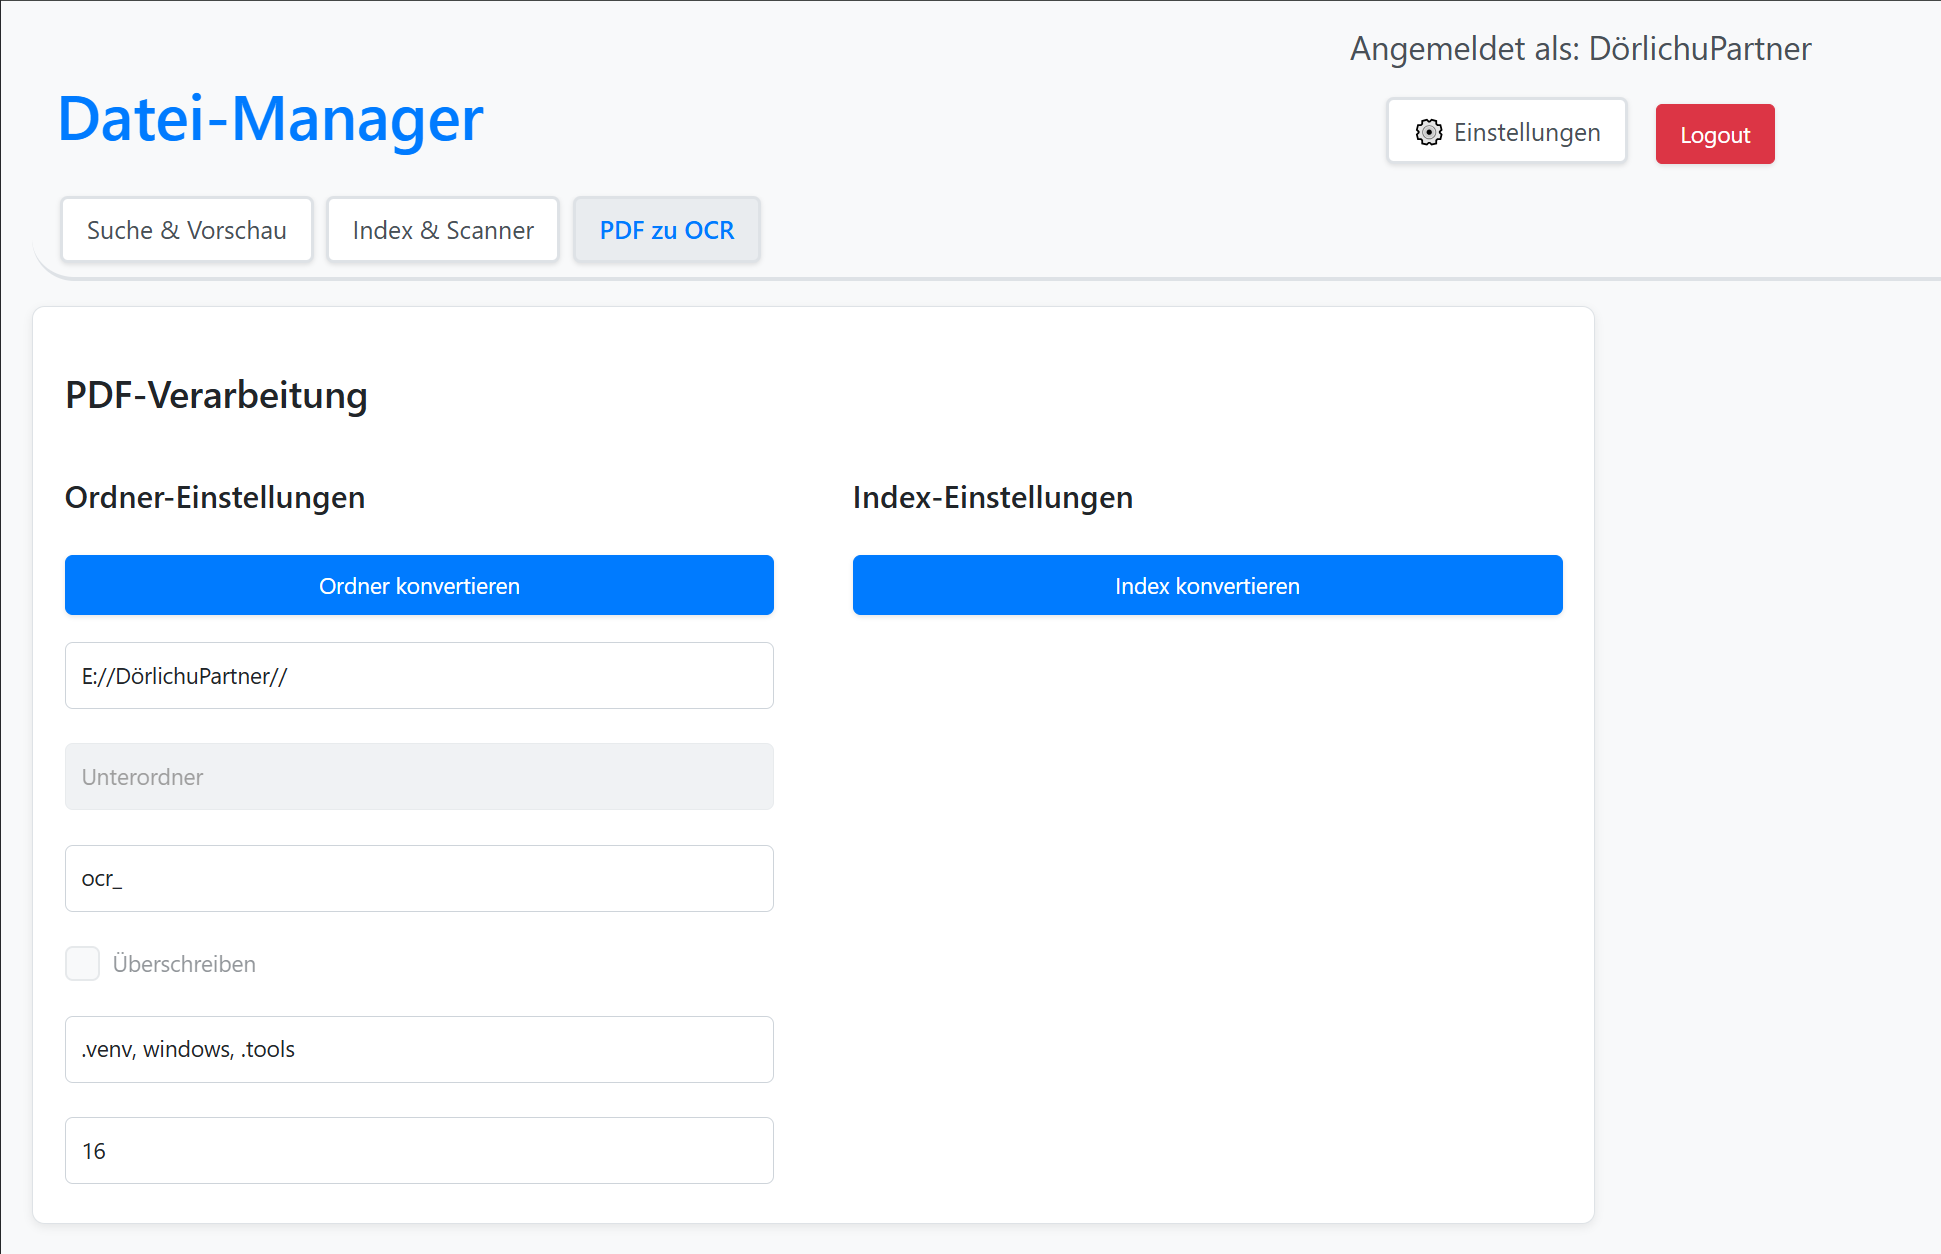 Angemeldet als: DörlichuPartner
Datei-Manager
Einstellungen
Logout
Suche & Vorschau
Index & Scanner
PDF zu OCR
PDF-Verarbeitung
Ordner-Einstellungen
Index-Einstellungen
Ordner konvertieren
Index konvertieren
E://DörlichuPartner//
Unterordner
ocr_
Überschreiben
.venv, windows, .tools
16